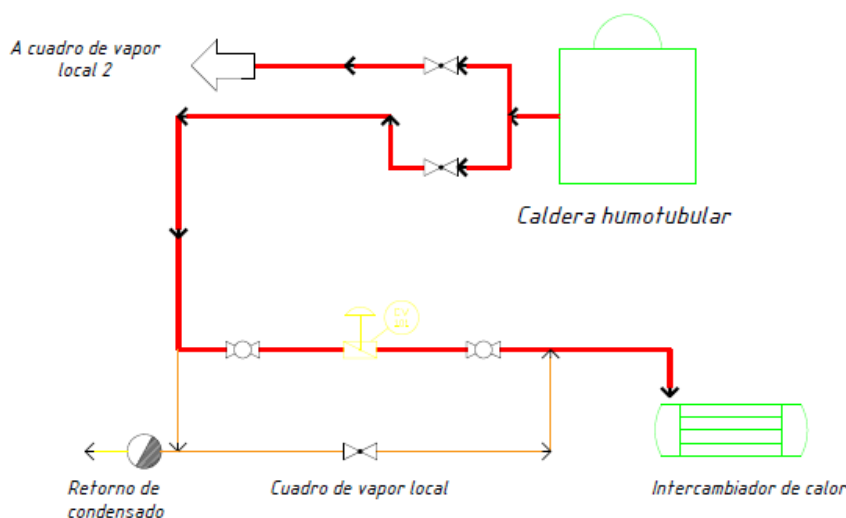 A cuadro de vapor
local 2
Caldera humotubular
Retorno de
condensado
Cuadro de vapor local
Intercambiador de calor